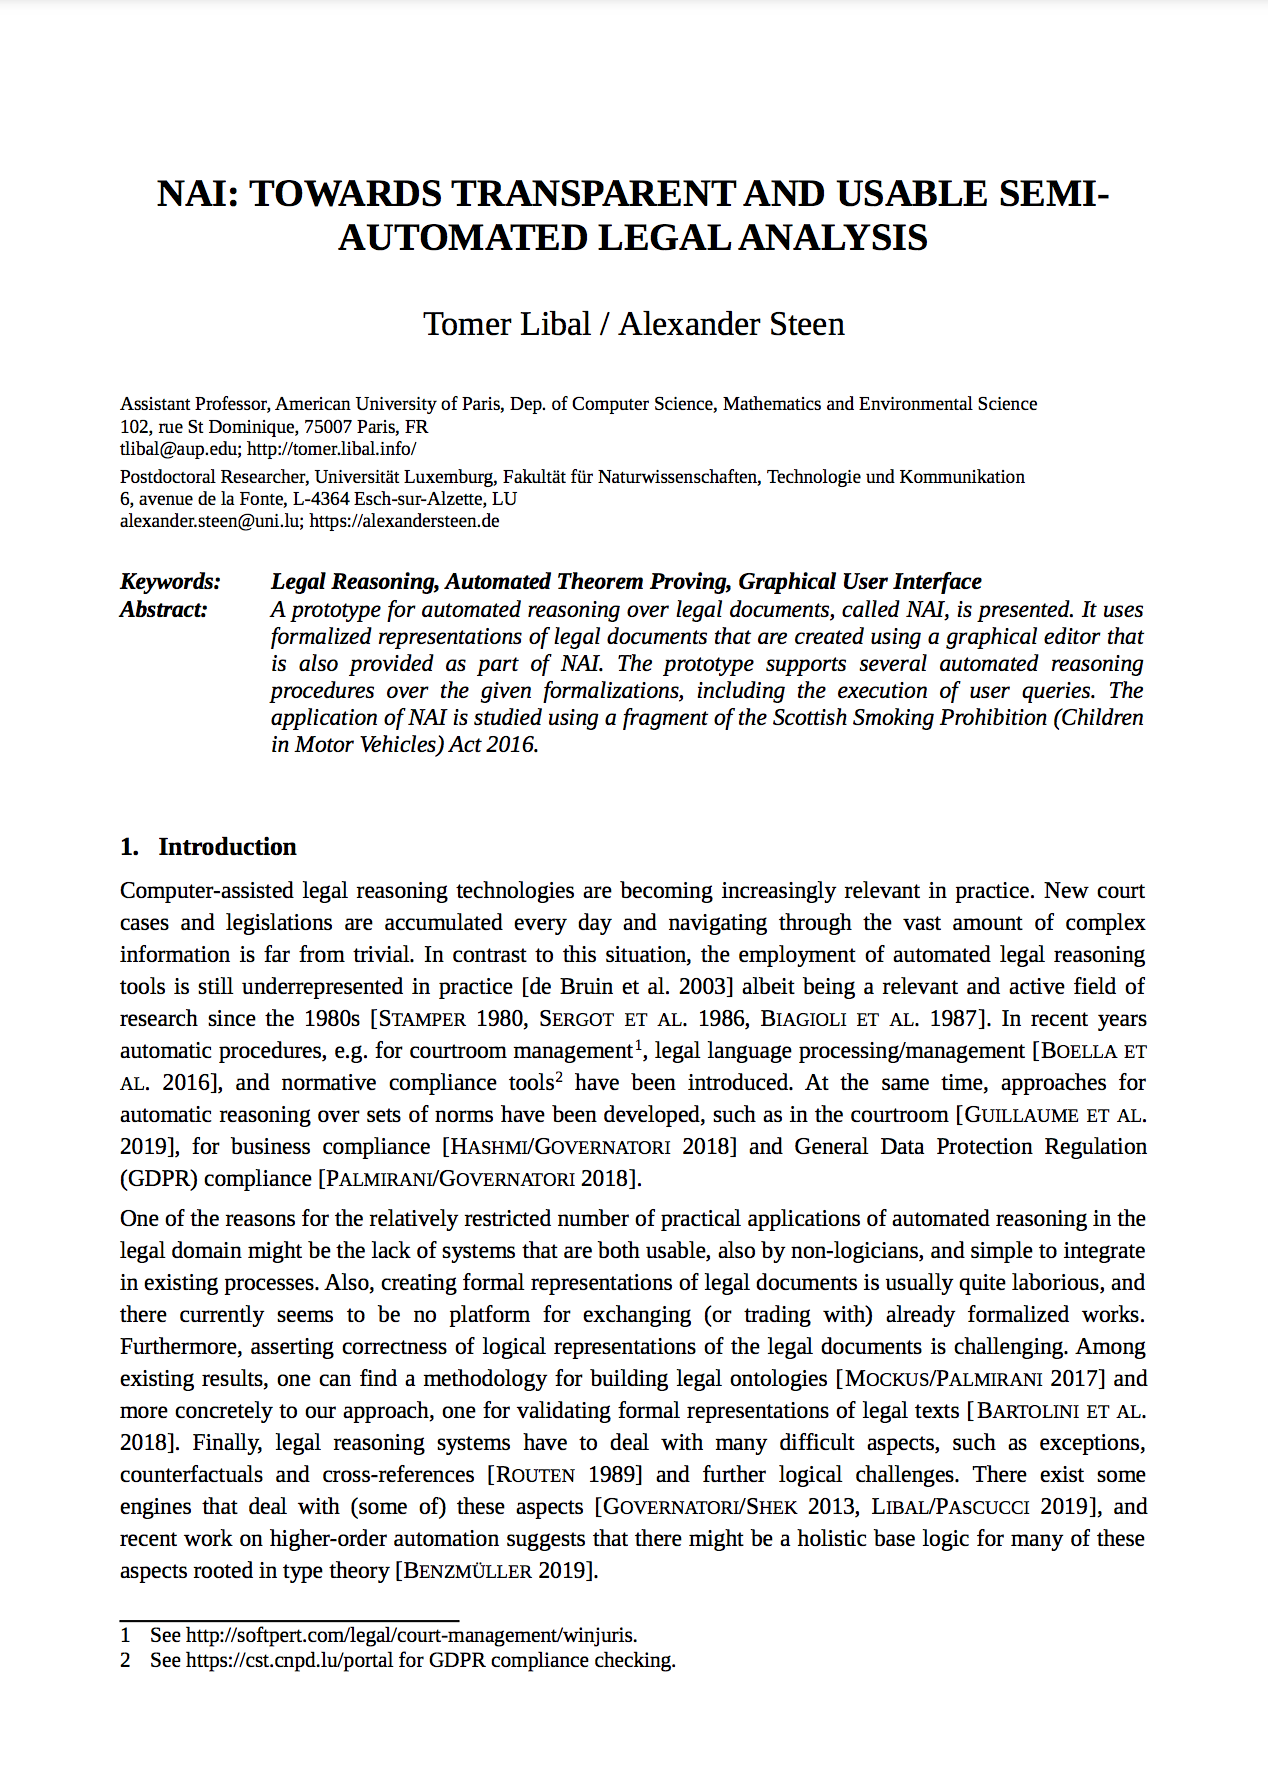 NAI: TOWARDS TRANSPARENT AND USABLE SEMI-
AUTOMATED LEGAL ANALYSIS
Tomer Libal / Alexander Steen
Assistant Professor, American University of Paris, Dep. of Computer Science, Mathematics and Environmental Science
102, rue St Dominique, 75007 Paris, FR
tlibal@aup.edu; http://tomer.libal.info/
Postdoctoral Researcher, Universität Luxemburg, Fakultät für Naturwissenschaften, Technologie und Kommunikation
6, avenue de la Fonte, L-4364 Esch-sur-Alzette, LU
alexander.steen@uni.lu; https://alexandersteen.de
Keywords: Legal Reasoning, Automated Theorem Proving, Graphical User Interface
Abstract: A prototype for automated reasoning over legal documents, called NAI, is presented. It uses
formalized representations of legal documents that are created using a graphical editor that
is also provided as part of NAI. The prototype supports several automated reasoning
procedures over the given formalizations, including the execution of user queries. The
application of NAI is studied using a fragment of the Scottish Smoking Prohibition (Children
in Motor Vehicles) Act 2016.
1. Introduction
Computer-assisted legal reasoning technologies are becoming increasingly relevant in practice. New court
cases and legislations are accumulated every day and navigating through the vast amount of complex
information is far from trivial. In contrast to this situation, the employment of automated legal reasoning
tools is still underrepresented in practice [de Bruin et al. 2003] albeit being a relevant and active field of
research since the 1980s [STAMPER 1980, SERGOT ET AL. 1986, BIAGIOLI ET AL. 1987]. In recent years
automatic procedures, e.g. for courtroom management1, legal language processing/management [BOELLA ET
AL. 2016], and normative compliance tools2 have been introduced. At the same time, approaches for
automatic reasoning over sets of norms have been developed, such as in the courtroom [GUILLAUME ET AL.
2019], for business compliance [HASHMI/GOVERNATORI 2018] and General Data Protection Regulation
(GDPR) compliance [PALMIRANI/GOVERNATORI 2018].
One of the reasons for the relatively restricted number of practical applications of automated reasoning in the
legal domain might be the lack of systems that are both usable, also by non-logicians, and simple to integrate
in existing processes. Also, creating formal representations of legal documents is usually quite laborious, and
there currently seems to be no platform for exchanging (or trading with) already formalized works.
Furthermore, asserting correctness of logical representations of the legal documents is challenging. Among
existing results, one can find a methodology for building legal ontologies [MOCKUS/PALMIRANI 2017] and
more concretely to our approach, one for validating formal representations of legal texts [BARTOLINI ET AL.
2018]. Finally, legal reasoning systems have to deal with many difficult aspects, such as exceptions,
counterfactuals and cross-references [ROUTEN 1989] and further logical challenges. There exist some
engines that deal with (some of) these aspects [GOVERNATORI/SHEK 2013, LIBAL/PASCUCCI 2019], and
recent work on higher-order automation suggests that there might be a holistic base logic for many of these
aspects rooted in type theory [BENZMÜLLER 2019].
1 See http://softpert.com/legal/court-management/winjuris.
2 See https://cst.cnpd.lu/portal for GDPR compliance checking.